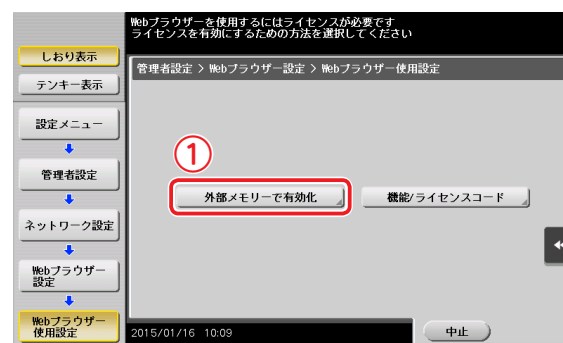 Webブラウザーを使用するにはライセンスが必要です
ライセンスを有効にするための方法を選択してください
しおり表示
テンキー表示
設定メニュー
管理者設定
ネットワーク設定
Webブラウザー
設定
Webブラウザー
使用設定
管理者設定 > Webブラウザー設定 > Webブラウザー使用設定
①
外部メモリーで有効化
機能/ライセンスコード
2015/01/16 10:09
中止